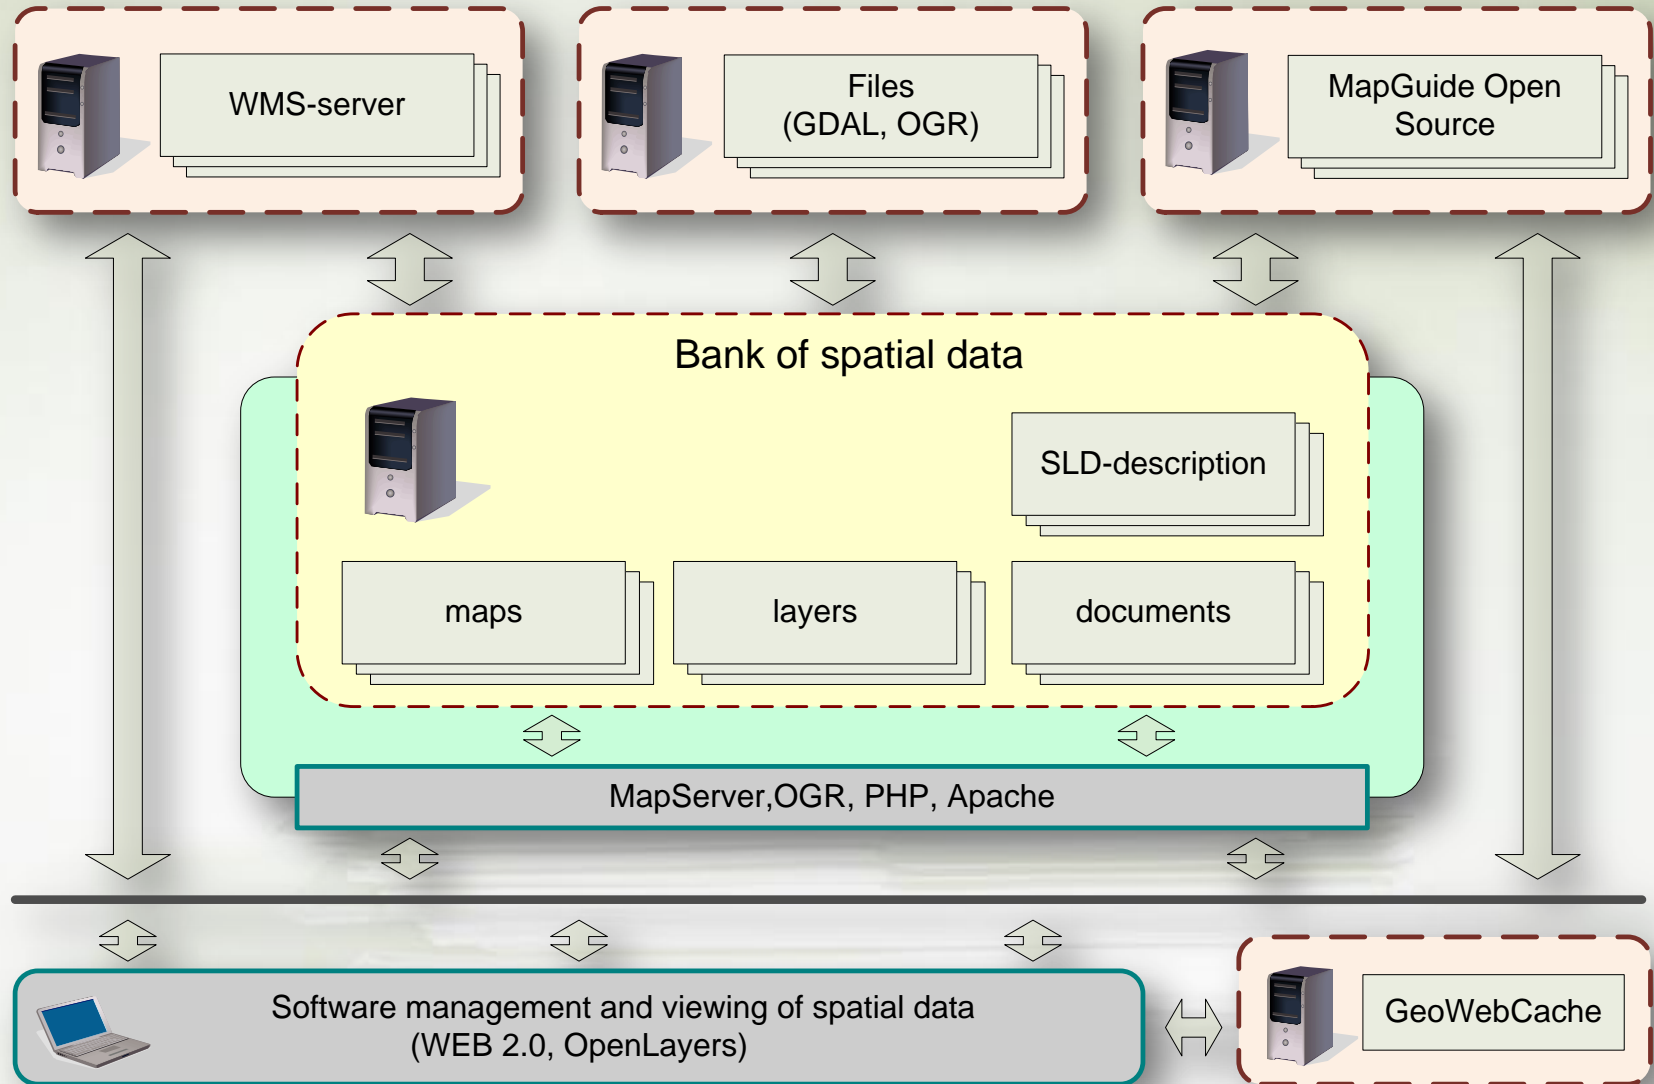 WMS-server
Files
(GDAL, OGR)
MapGuide Open
Source
Bank of spatial data
SLD-description
maps
layers
documents
MapServer,OGR, PHP, Apache
Software management and viewing of spatial data
(WEB 2.0, OpenLayers)
GeoWebCache